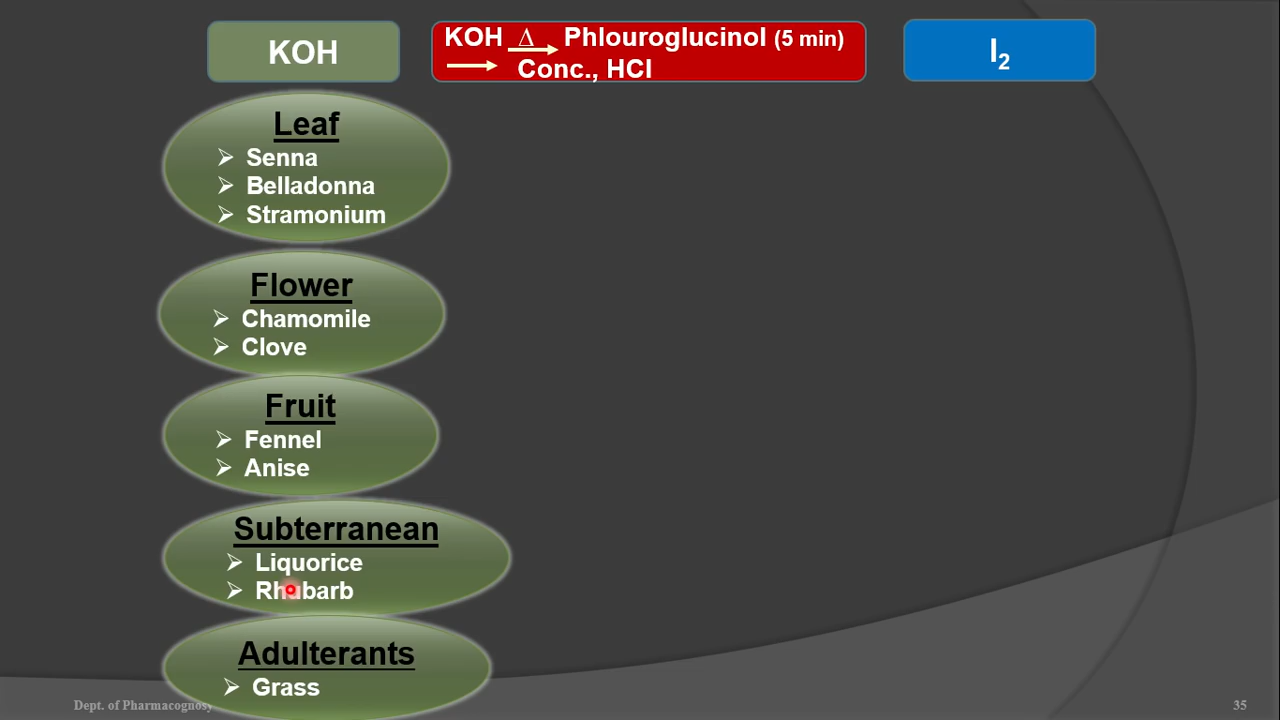 KOH
KOH Δ Phlouroglucinol (5 min)
Conc., HCI
I₂
Leaf
Senna
Belladonna
Stramonium
Flower
Chamomile
Clove
Fruit
Fennel
Anise
Subterranean
Liquorice
Rhubarb
Adulterants
Grass
Dept. of Pharmacognosy
35